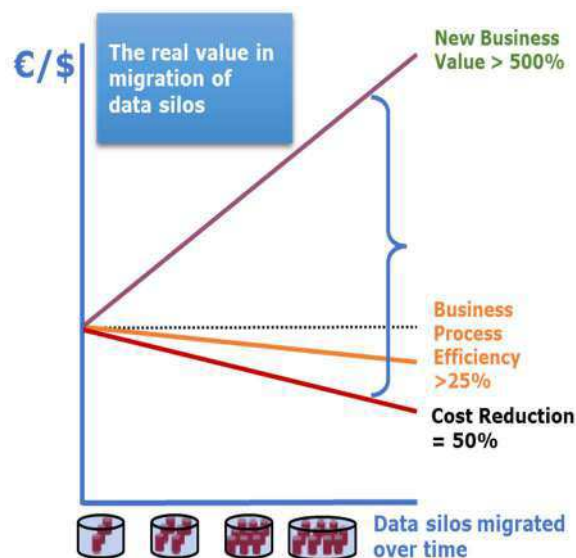 €/$
The real value in
migration of
data silos
New Business
Value > 500%
Business
Process
Efficiency
>25%
Cost Reduction
= 50%
Data silos migrated
over time